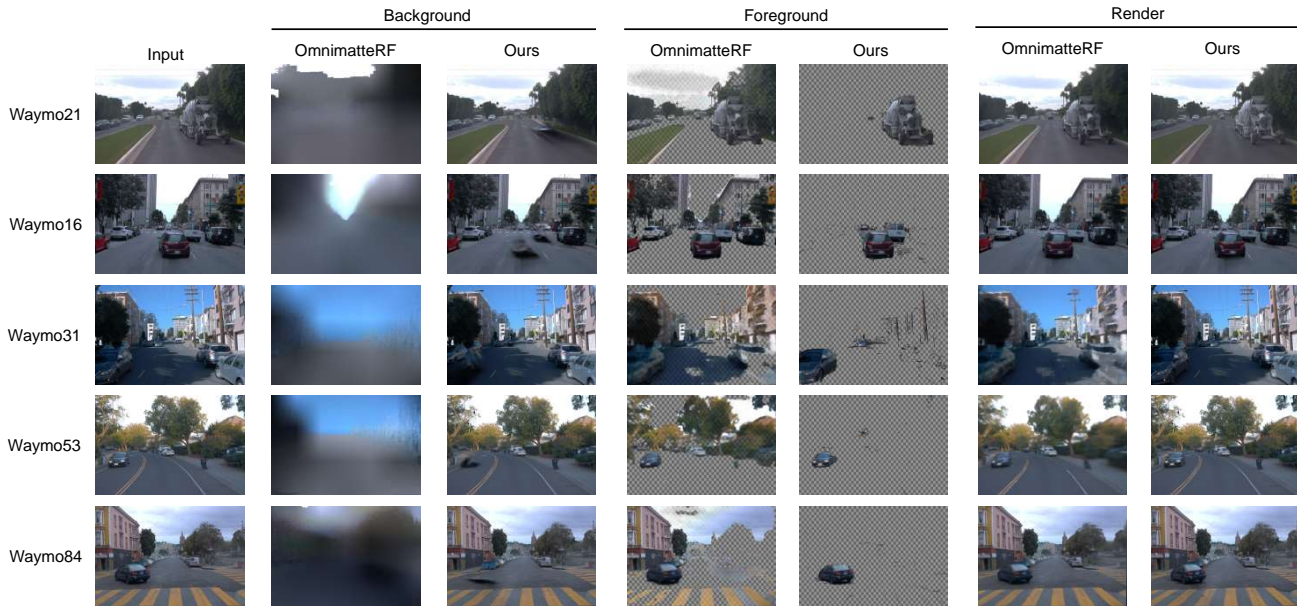 Background Foreground Render
Input OmnimatteRF Ours OmnimatteRF Ours OmnimatteRF Ours
Waymo21
Waymo16
Waymo31
Waymo53
Waymo84